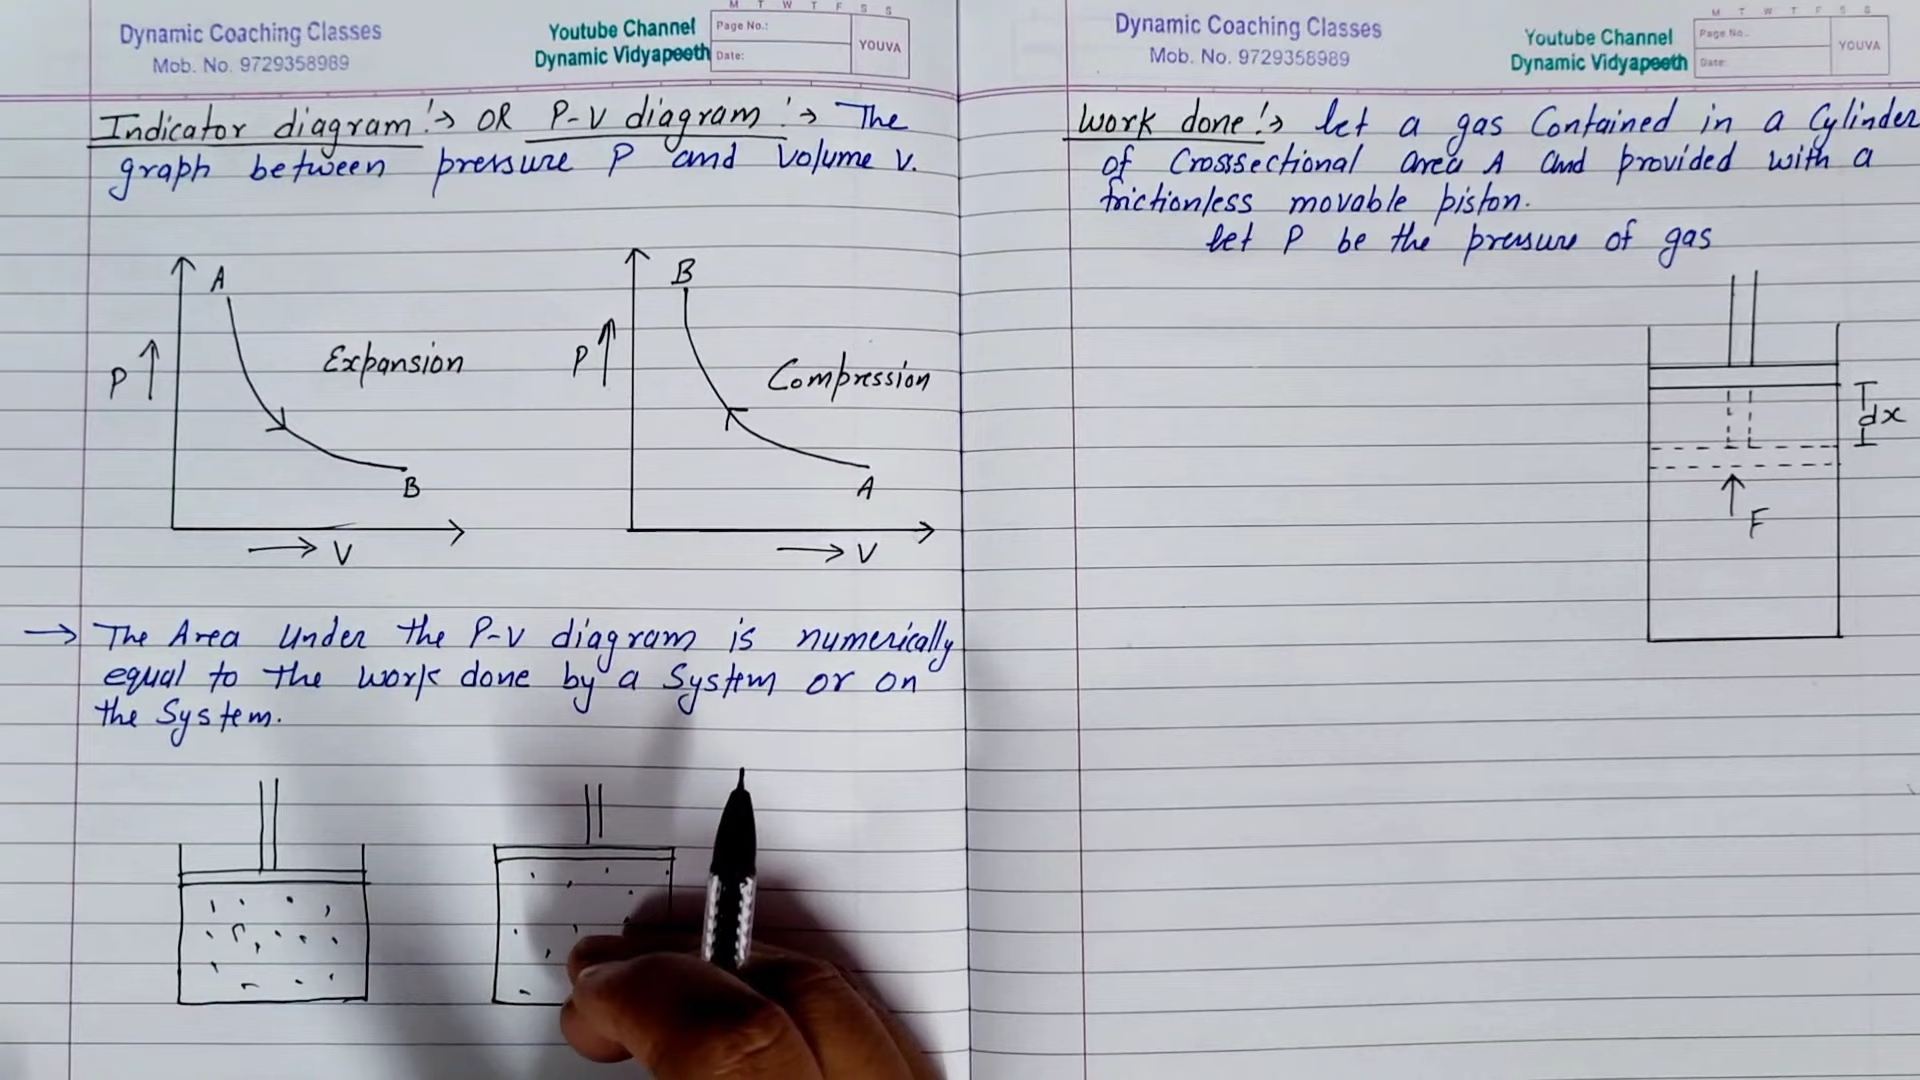 Dynamic Coaching Classes
Mob. No. 9729358989
Youtube Channel
Dynamic Vidyapeeth
M T W T F S S
Page No.:
Date:
YOUVA
Indicator diagram :→ OR P-V diagram :→ The
graph between pressure P and Volume V.
A
P
Expansion
B
V
B
P
Compression
A
V
→ The Area Under the P-V diagram is numerically
equal to the work done by a System or on
the System.
Dynamic Coaching Classes
Mob. No. 9729358989
Youtube Channel
Dynamic Vidyapeeth
M T W T F S S
Page No.:
Date:
YOUVA
Work done :→ let a gas Contained in a Cylinder
of Crosssectional area A and provided with a
frictionless movable piston.
let P be the pressure of gas
dx
F